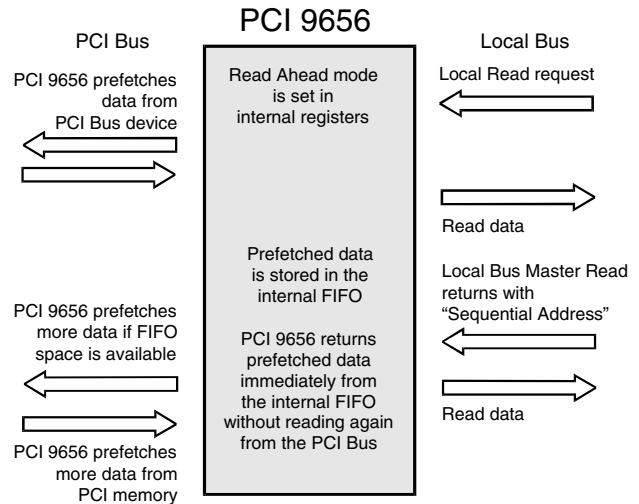 PCI 9656
PCI Bus
Local Bus
PCI 9656 prefetches
data from
PCI Bus device
Read Ahead mode
is set in
internal registers
Local Read request
Read data
Prefetched data
is stored in the
internal FIFO
Local Bus Master Read
returns with
“Sequential Address”
PCI 9656 prefetches
more data if FIFO
space is available
PCI 9656 returns
prefetched data
immediately from
the internal FIFO
without reading again
from the PCI Bus
Read data
PCI 9656 prefetches
more data from
PCI memory